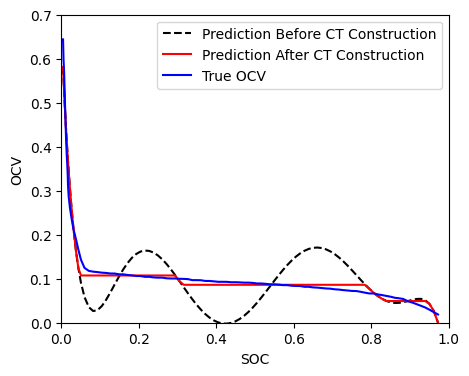 Prediction Before CT Construction
Prediction After CT Construction
True OCV
OCV
0.7
0.6
0.5
0.4
0.3
0.2
0.1
0.0
0.0 0.2 0.4 0.6 0.8 1.0
SOC